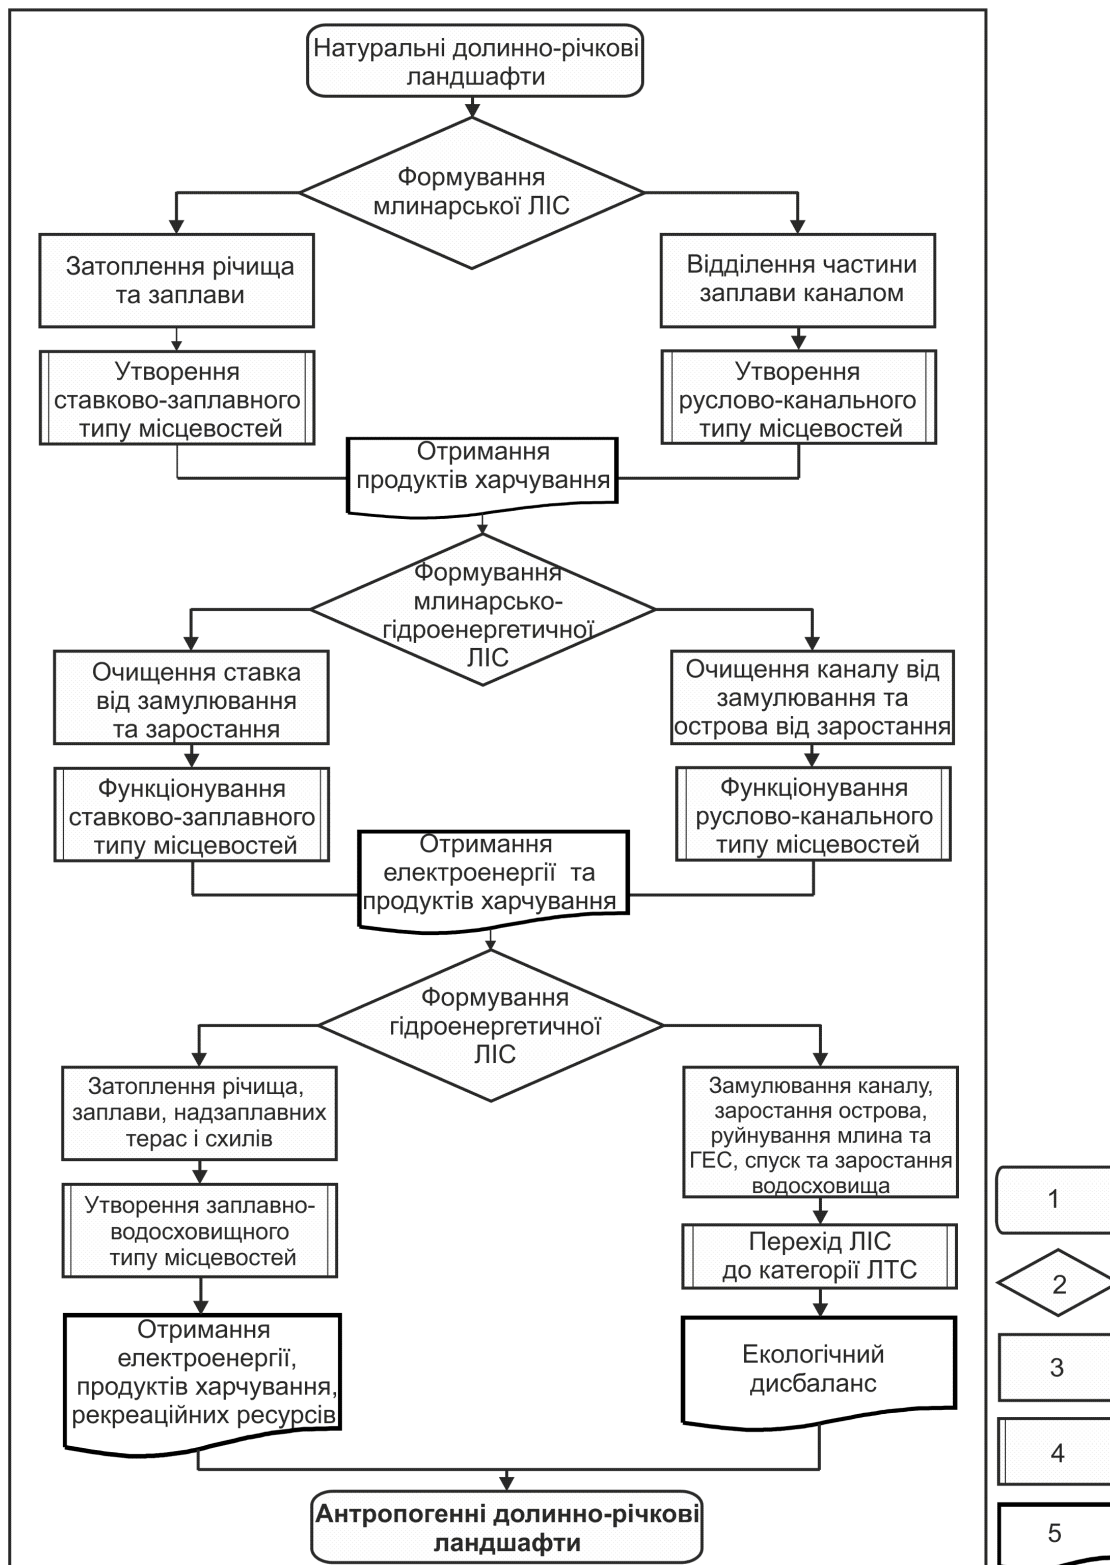 Натуральні долинно-річкові
ландшафти
Формування
млинарської ЛІС
Затоплення річища
та заплави
Відділення частини
заплави каналом
Утворення
ставково-заплавного
типу місцевостей
Утворення
руслово-канального
типу місцевостей
Отримання
продуктів харчування
Формування
млинарсько-
гідроенергетичної
ЛІС
Очищення ставка
від замулювання
та заростання
Очищення каналу від
замулювання та
острова від заростання
Функціонування
ставково-заплавного
типу місцевостей
Функціонування
руслово-канального
типу місцевостей
Отримання
електроенергії та
продуктів харчування
Формування
гідроенергетичної
ЛІС
Затоплення річища,
заплави, надзаплавних
терас і схилів
Замулювання каналу,
заростання острова,
руйнування млина та
ГЕС, спуск та заростання
водосховища
Утворення заплавно-
водосховищного
типу місцевостей
Перехід ЛІС
до категорії ЛТС
Отримання
електроенергії,
продуктів харчування,
рекреаційних ресурсів
Екологічний
дисбаланс
Антропогенні долинно-річкові
ландшафти
1
2
3
4
5